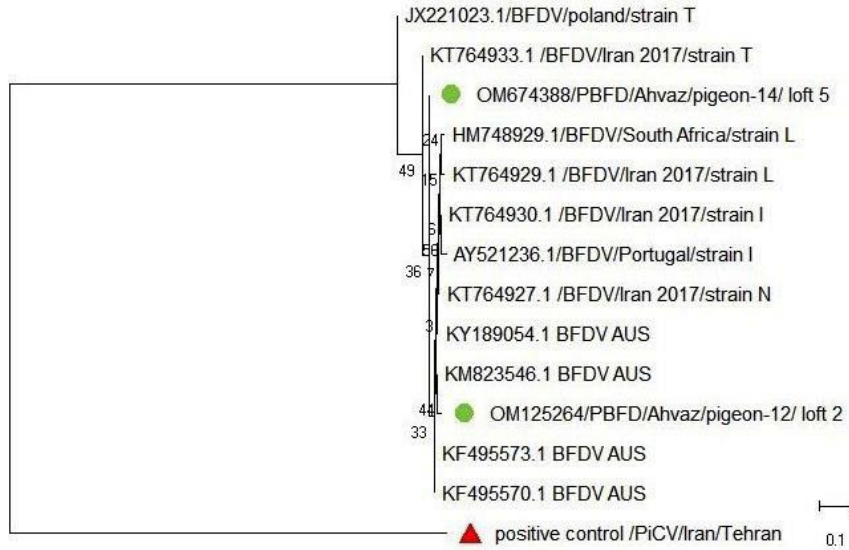 JX221023.1/BFDV/poland/strain T
KT764933.1 /BFDV/Iran 2017/strain T
OM674388/PBFD/Ahvaz/pigeon-14/ loft 5
HM748929.1/BFDV/South Africa/strain L
24
KT764929.1 /BFDV/Iran 2017/strain L
49
15
KT764930.1 /BFDV/Iran 2017/strain I
6
AY521236.1/BFDV/Portugal/strain I
36
7
KT764927.1 /BFDV/Iran 2017/strain N
3
KY189054.1 BFDV AUS
KM823546.1 BFDV AUS
44
OM125264/PBFD/Ahvaz/pigeon-12/ loft 2
33
KF495573.1 BFDV AUS
KF495570.1 BFDV AUS
positive control /PiCV/Iran/Tehran
0.1